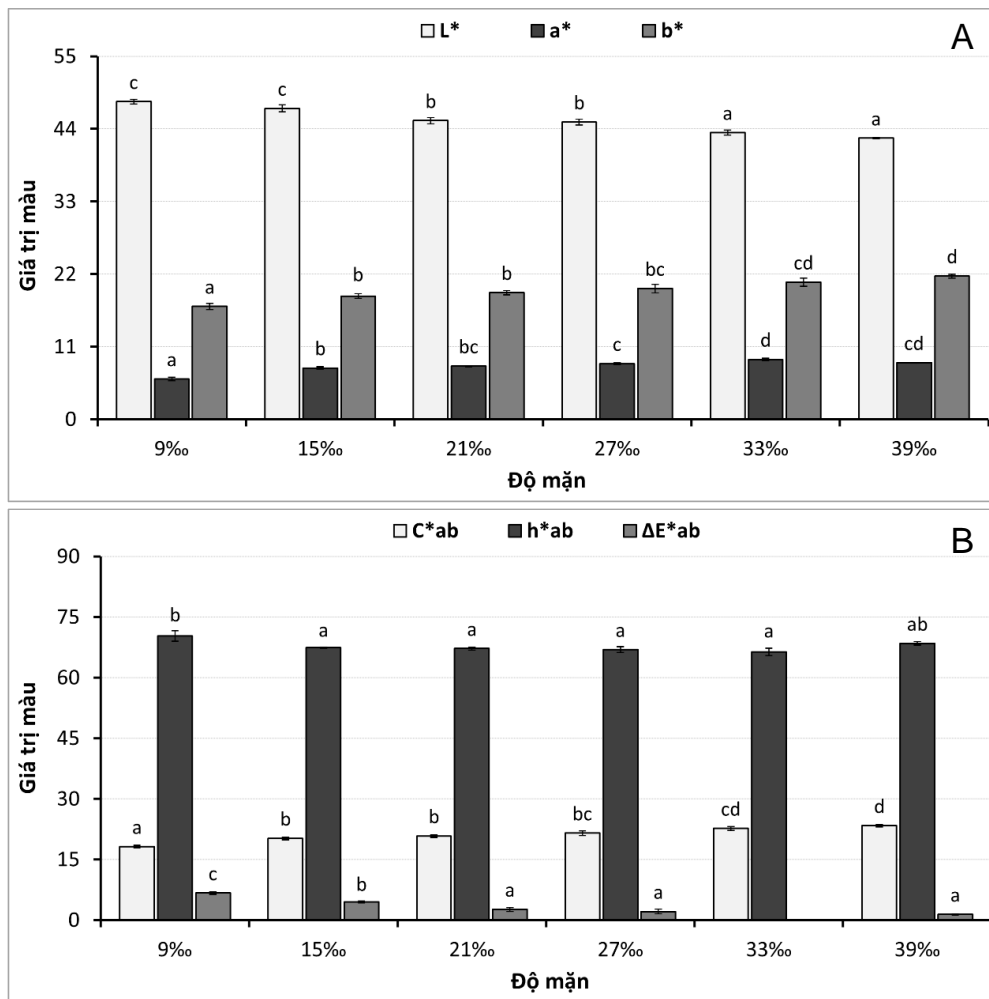 L* a* b*
A
55
c c b b a a
44
33
Giá trị màu
22
a b b bc cd d
11
a b bc c d cd
0
9‰ 15‰ 21‰ 27‰ 33‰ 39‰
Độ mặn
C*ab h*ab ΔE*ab
B
90
75
b a a a a ab
60
45
Giá trị màu
30
a b b bc cd d
15
c b a a a
0
9‰ 15‰ 21‰ 27‰ 33‰ 39‰
Độ mặn